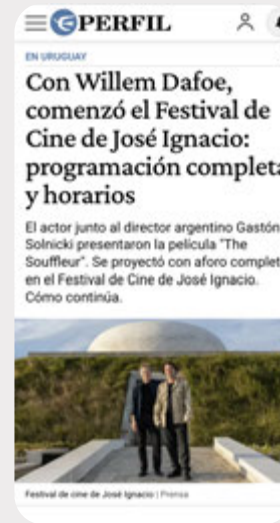 PERFIL
EN URUGUAY
Con Willem Dafoe,
comenzó el Festival de
Cine de José Ignacio:
programación completa
y horarios
El actor junto al director argentino Gastón
Solnicki presentaron la película "The
Souffleur". Se proyectó con aforo complet
en el Festival de Cine de José Ignacio.
Cómo continúa.
Festival de cine de José Ignacio | Prensa